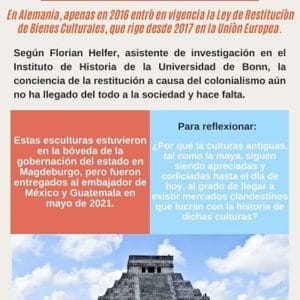 En Alemania, apenas en 2016 entrò en vigencia la Ley de Restituciòn
de Bienes Culturales, que rige desde 2017 en la Uniòn Europea.
Según Florian Helfer, asistente de investigación en el
Instituto de Historia de la Universidad de Bonn, la
conciencia de la restitución a causa del colonialismo aún
no ha llegado del todo a la sociedad y hace falta.
Estas esculturas estuvieron
en la bóveda de la
gobernación del estado en
Magdeburgo, pero fueron
entregados al embajador de
México y Guatemala en
mayo de 2021.
Para reflexionar:
¿Por qué la culturas antiguas,
tal como la maya, siguen
siendo apreciadas y
codiciadas hasta el día de
hoy, al grado de llegar a
existir mercados clandestinos
que lucran con la historia de
dichas culturas?